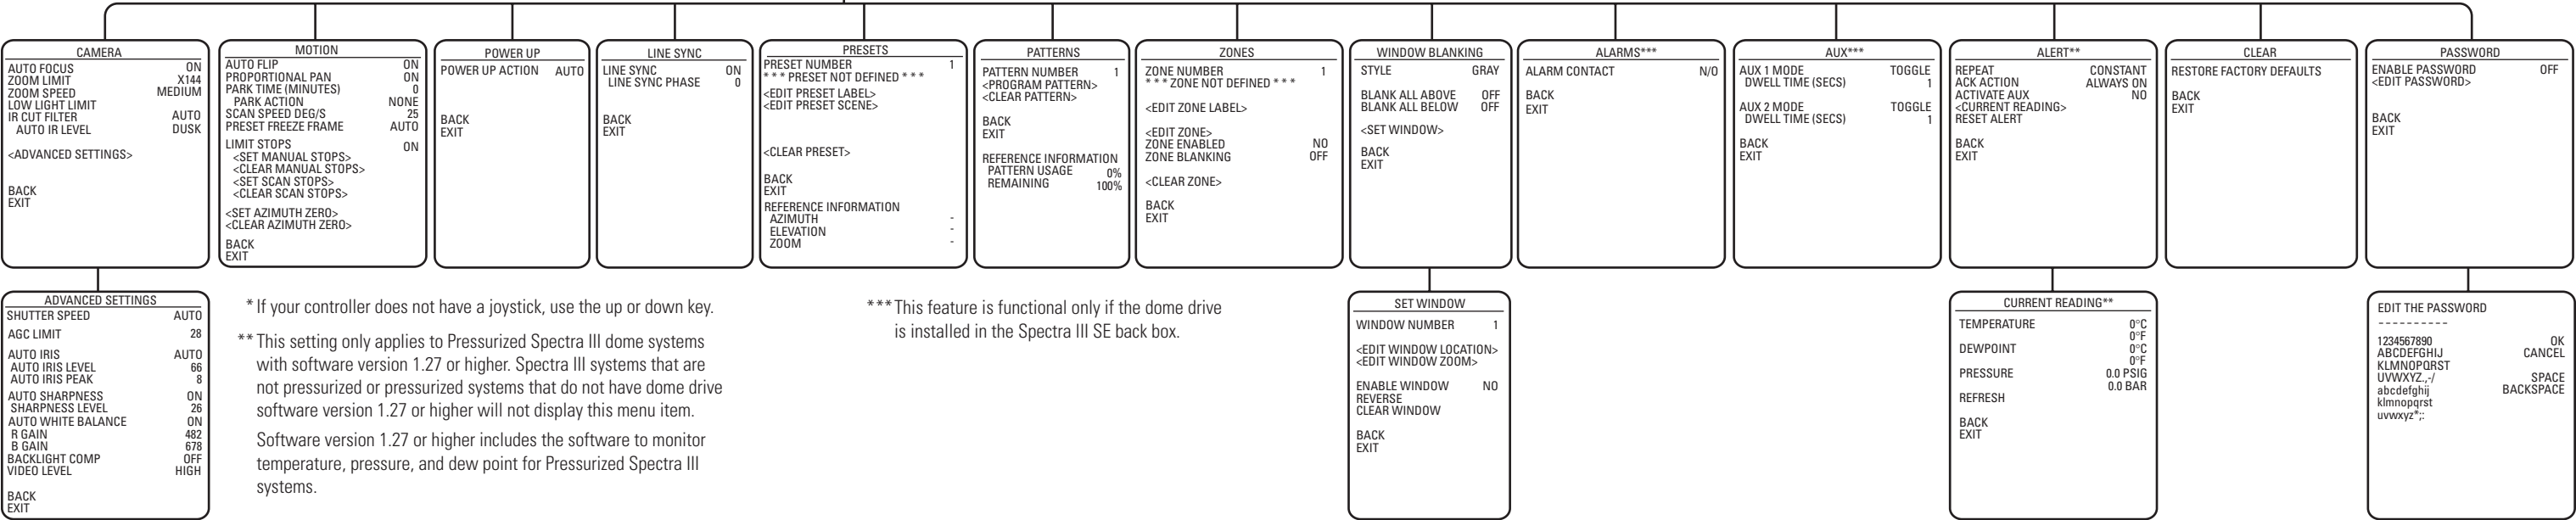 CAMERA
AUTO FOCUS ON
ZOOM LIMIT X144
ZOOM SPEED MEDIUM
LOW LIGHT LIMIT
IR CUT FILTER AUTO
AUTO IR LEVEL DUSK
<ADVANCED SETTINGS>
BACK
EXIT
MOTION
AUTO FLIP ON
PROPORTIONAL PAN ON
PARK TIME (MINUTES) 0
PARK ACTION NONE
SCAN SPEED DEG/S 25
PRESET FREEZE FRAME AUTO
LIMIT STOPS ON
<SET MANUAL STOPS>
<CLEAR MANUAL STOPS>
<SET SCAN STOPS>
<CLEAR SCAN STOPS>
<SET AZIMUTH ZERO>
<CLEAR AZIMUTH ZERO>
BACK
EXIT
POWER UP
POWER UP ACTION AUTO
BACK
EXIT
LINE SYNC
LINE SYNC ON
LINE SYNC PHASE 0
BACK
EXIT
PRESETS
PRESET NUMBER 1
* * * PRESET NOT DEFINED * * *
<EDIT PRESET LABEL>
<EDIT PRESET SCENE>
<CLEAR PRESET>
BACK
EXIT
REFERENCE INFORMATION
AZIMUTH -
ELEVATION -
ZOOM -
PATTERNS
PATTERN NUMBER 1
<PROGRAM PATTERN>
<CLEAR PATTERN>
BACK
EXIT
REFERENCE INFORMATION
PATTERN USAGE 0%
REMAINING 100%
ZONES
ZONE NUMBER 1
* * * ZONE NOT DEFINED * * *
<EDIT ZONE LABEL>
<EDIT ZONE>
ZONE ENABLED NO
ZONE BLANKING OFF
<CLEAR ZONE>
BACK
EXIT
WINDOW BLANKING
STYLE GRAY
BLANK ALL ABOVE OFF
BLANK ALL BELOW OFF
<SET WINDOW>
BACK
EXIT
ALARMS***
ALARM CONTACT N/O
BACK
EXIT
AUX***
AUX 1 MODE TOGGLE
DWELL TIME (SECS) 1
AUX 2 MODE TOGGLE
DWELL TIME (SECS) 1
BACK
EXIT
ALERT**
REPEAT CONSTANT
ACK ACTION ALWAYS ON
ACTIVATE AUX NO
<CURRENT READING>
RESET ALERT
BACK
EXIT
CLEAR
RESTORE FACTORY DEFAULTS
BACK
EXIT
PASSWORD
ENABLE PASSWORD OFF
<EDIT PASSWORD>
BACK
EXIT
ADVANCED SETTINGS
SHUTTER SPEED AUTO
AGC LIMIT 28
AUTO IRIS AUTO
AUTO IRIS LEVEL 66
AUTO IRIS PEAK 8
AUTO SHARPNESS ON
SHARPNESS LEVEL 26
AUTO WHITE BALANCE ON
R GAIN 482
B GAIN 678
BACKLIGHT COMP OFF
VIDEO LEVEL HIGH
BACK
EXIT
* If your controller does not have a joystick, use the up or down key.
** This setting only applies to Pressurized Spectra III dome systems
with software version 1.27 or higher. Spectra III systems that are
not pressurized or pressurized systems that do not have dome drive
software version 1.27 or higher will not display this menu item.
Software version 1.27 or higher includes the software to monitor
temperature, pressure, and dew point for Pressurized Spectra III
systems.
*** This feature is functional only if the dome drive
is installed in the Spectra III SE back box.
SET WINDOW
WINDOW NUMBER 1
<EDIT WINDOW LOCATION>
<EDIT WINDOW ZOOM>
ENABLE WINDOW NO
REVERSE
CLEAR WINDOW
BACK
EXIT
CURRENT READING**
TEMPERATURE 0°C
0°F
DEWPOINT 0°C
0°F
PRESSURE 0.0 PSIG
0.0 BAR
REFRESH
BACK
EXIT
EDIT THE PASSWORD
- - - - - - - - - -
1234567890 OK
ABCDEFGHIJ CANCEL
KLMNOPQRST
UVWXYZ.,-/ SPACE
abcdefghij BACKSPACE
klmnopqrst
uvwxyz*;: